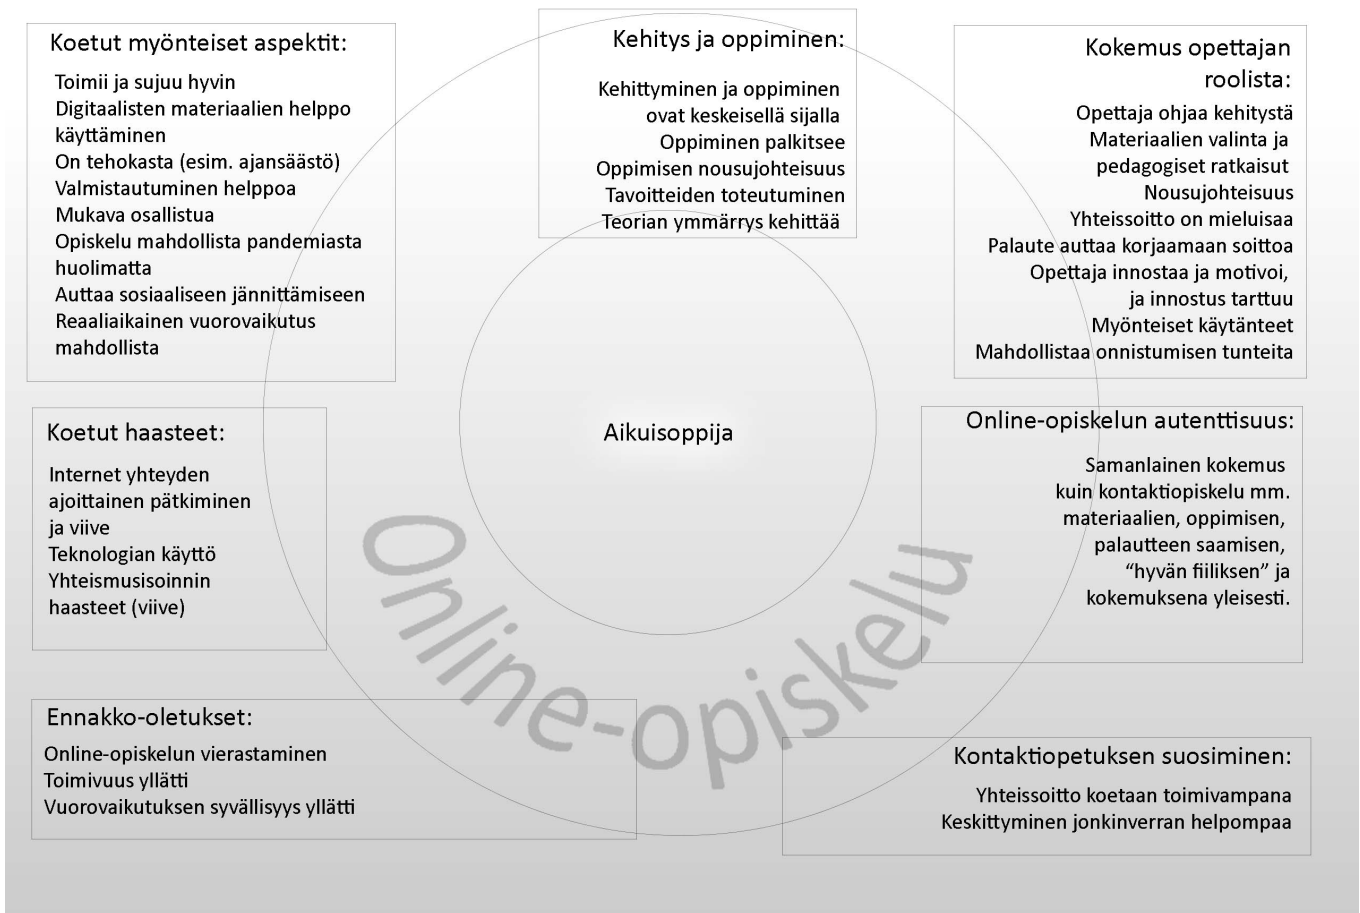 Koetut myönteiset aspektit:
Toimii ja sujuu hyvin
Digitaalisten materiaalien helppo
käyttäminen
On tehokasta (esim. ajansäästö)
Valmistautuminen helppoa
Mukava osallistua
Opiskelu mahdollista pandemiasta
huolimatta
Auttaa sosiaaliseen jännittämiseen
Reaaliaikainen vuorovaikutus
mahdollista
Kehitys ja oppiminen:
Kehittyminen ja oppiminen
ovat keskeisellä sijalla
Oppiminen palkitsee
Oppimisen nousujohteisuus
Tavoitteiden toteutuminen
Teorian ymmärrys kehittää
Kokemus opettajan
roolista:
Opettaja ohjaa kehitystä
Materiaalien valinta ja
pedagogiset ratkaisut
Nousujohteisuus
Yhteissoitto on mieluisaa
Palaute auttaa korjaamaan soittoa
Opettaja innostaa ja motivoi,
ja innostus tarttuu
Myönteiset käytänteet
Mahdollistaa onnistumisen tunteita
Koetut haasteet:
Internet yhteyden
ajoittainen pätkiminen
ja viive
Teknologian käyttö
Yhteismusisoinnin
haasteet (viive)
Aikuisoppija
Online-opiskelun autenttisuus:
Samanlainen kokemus
kuin kontaktiopiskelu mm.
materiaalien, oppimisen,
palautteen saamisen,
“hyvän fiiliksen” ja
kokemuksena yleisesti.
Online-opiskelu
Ennakko-oletukset:
Online-opiskelun vierastaminen
Toimivuus yllätti
Vuorovaikutuksen syvällisyys yllätti
Kontaktiopetuksen suosiminen:
Yhteissoitto koetaan toimivampana
Keskittyminen jonkinverran helpompaa